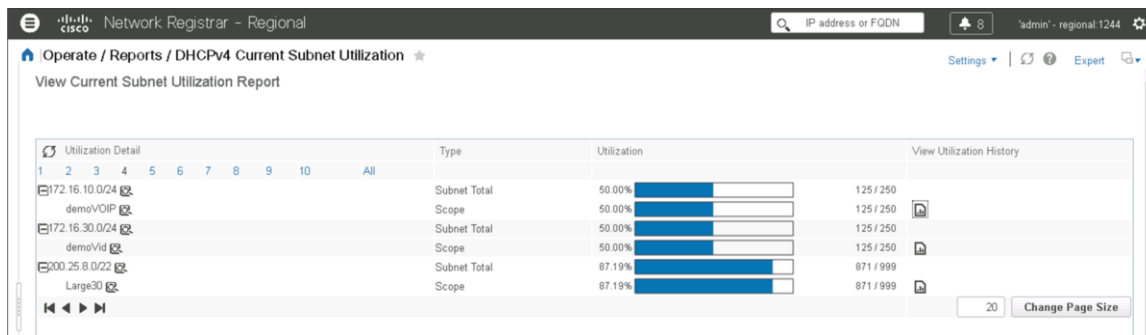 cisco Network Registrar - Regional IP address or FQDN 8 'admin' - regional:1244
Operate / Reports / DHCPv4 Current Subnet Utilization Settings Expert
View Current Subnet Utilization Report
Utilization Detail Type Utilization View Utilization History
1 2 3 4 5 6 7 8 9 10 All
172.16.10.0/24 Subnet Total 50.00% 125 / 250
demoVOIP Scope 50.00% 125 / 250
172.16.30.0/24 Subnet Total 50.00% 125 / 250
demoVid Scope 50.00% 125 / 250
200.25.8.0/22 Subnet Total 87.19% 871 / 999
Large30 Scope 87.19% 871 / 999
20 Change Page Size